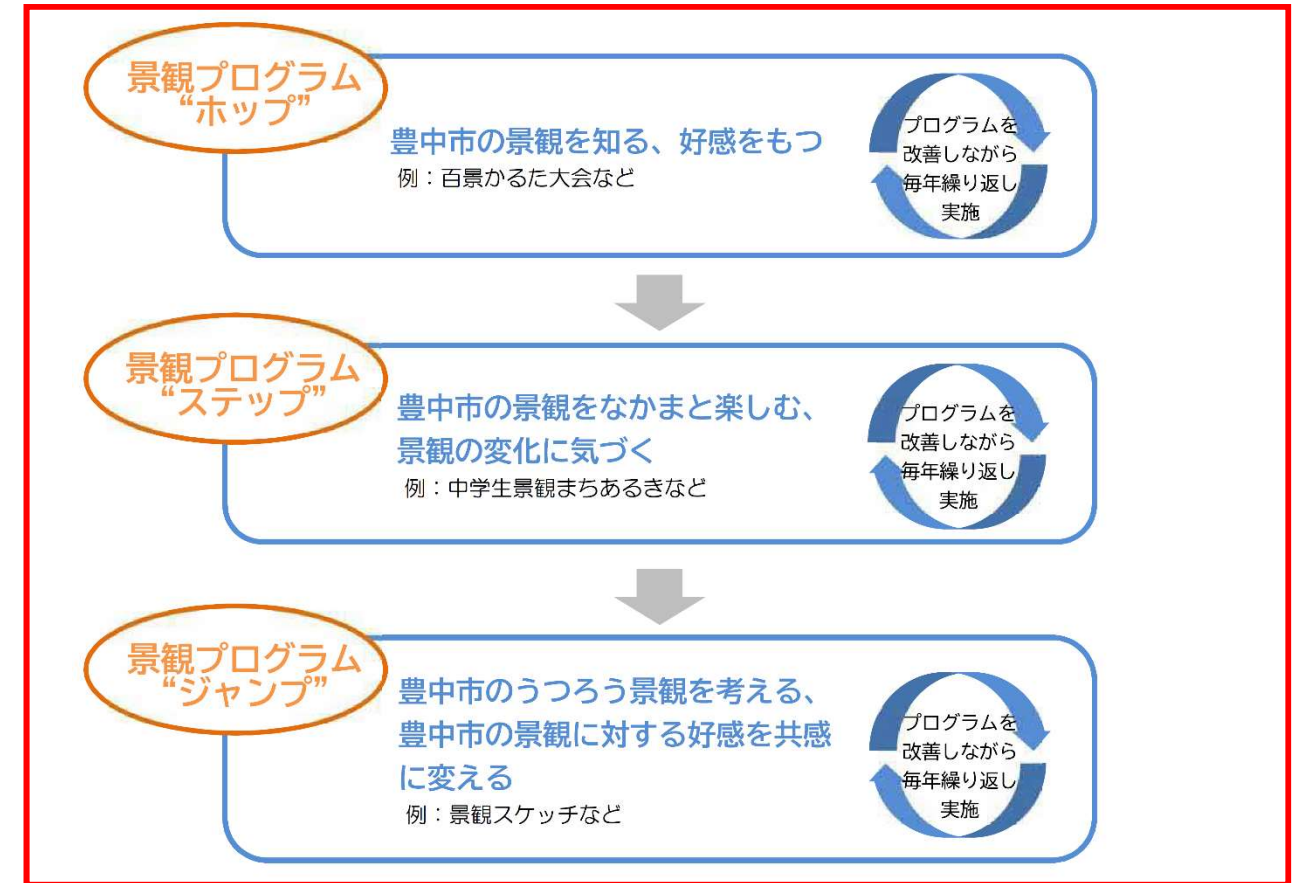 景観プログラム
“ホップ”
豊中市の景観を知る、好感をもつ
例：百景かるた大会など
プログラムを
改善しながら
毎年繰り返し
実施
景観プログラム
“ステップ”
豊中市の景観をなかまと楽しむ、
景観の変化に気づく
例：中学生景観まちあるきなど
プログラムを
改善しながら
毎年繰り返し
実施
景観プログラム
“ジャンプ”
豊中市のうつろう景観を考える、
豊中市の景観に対する好感を共感
に変える
例：景観スケッチなど
プログラムを
改善しながら
毎年繰り返し
実施